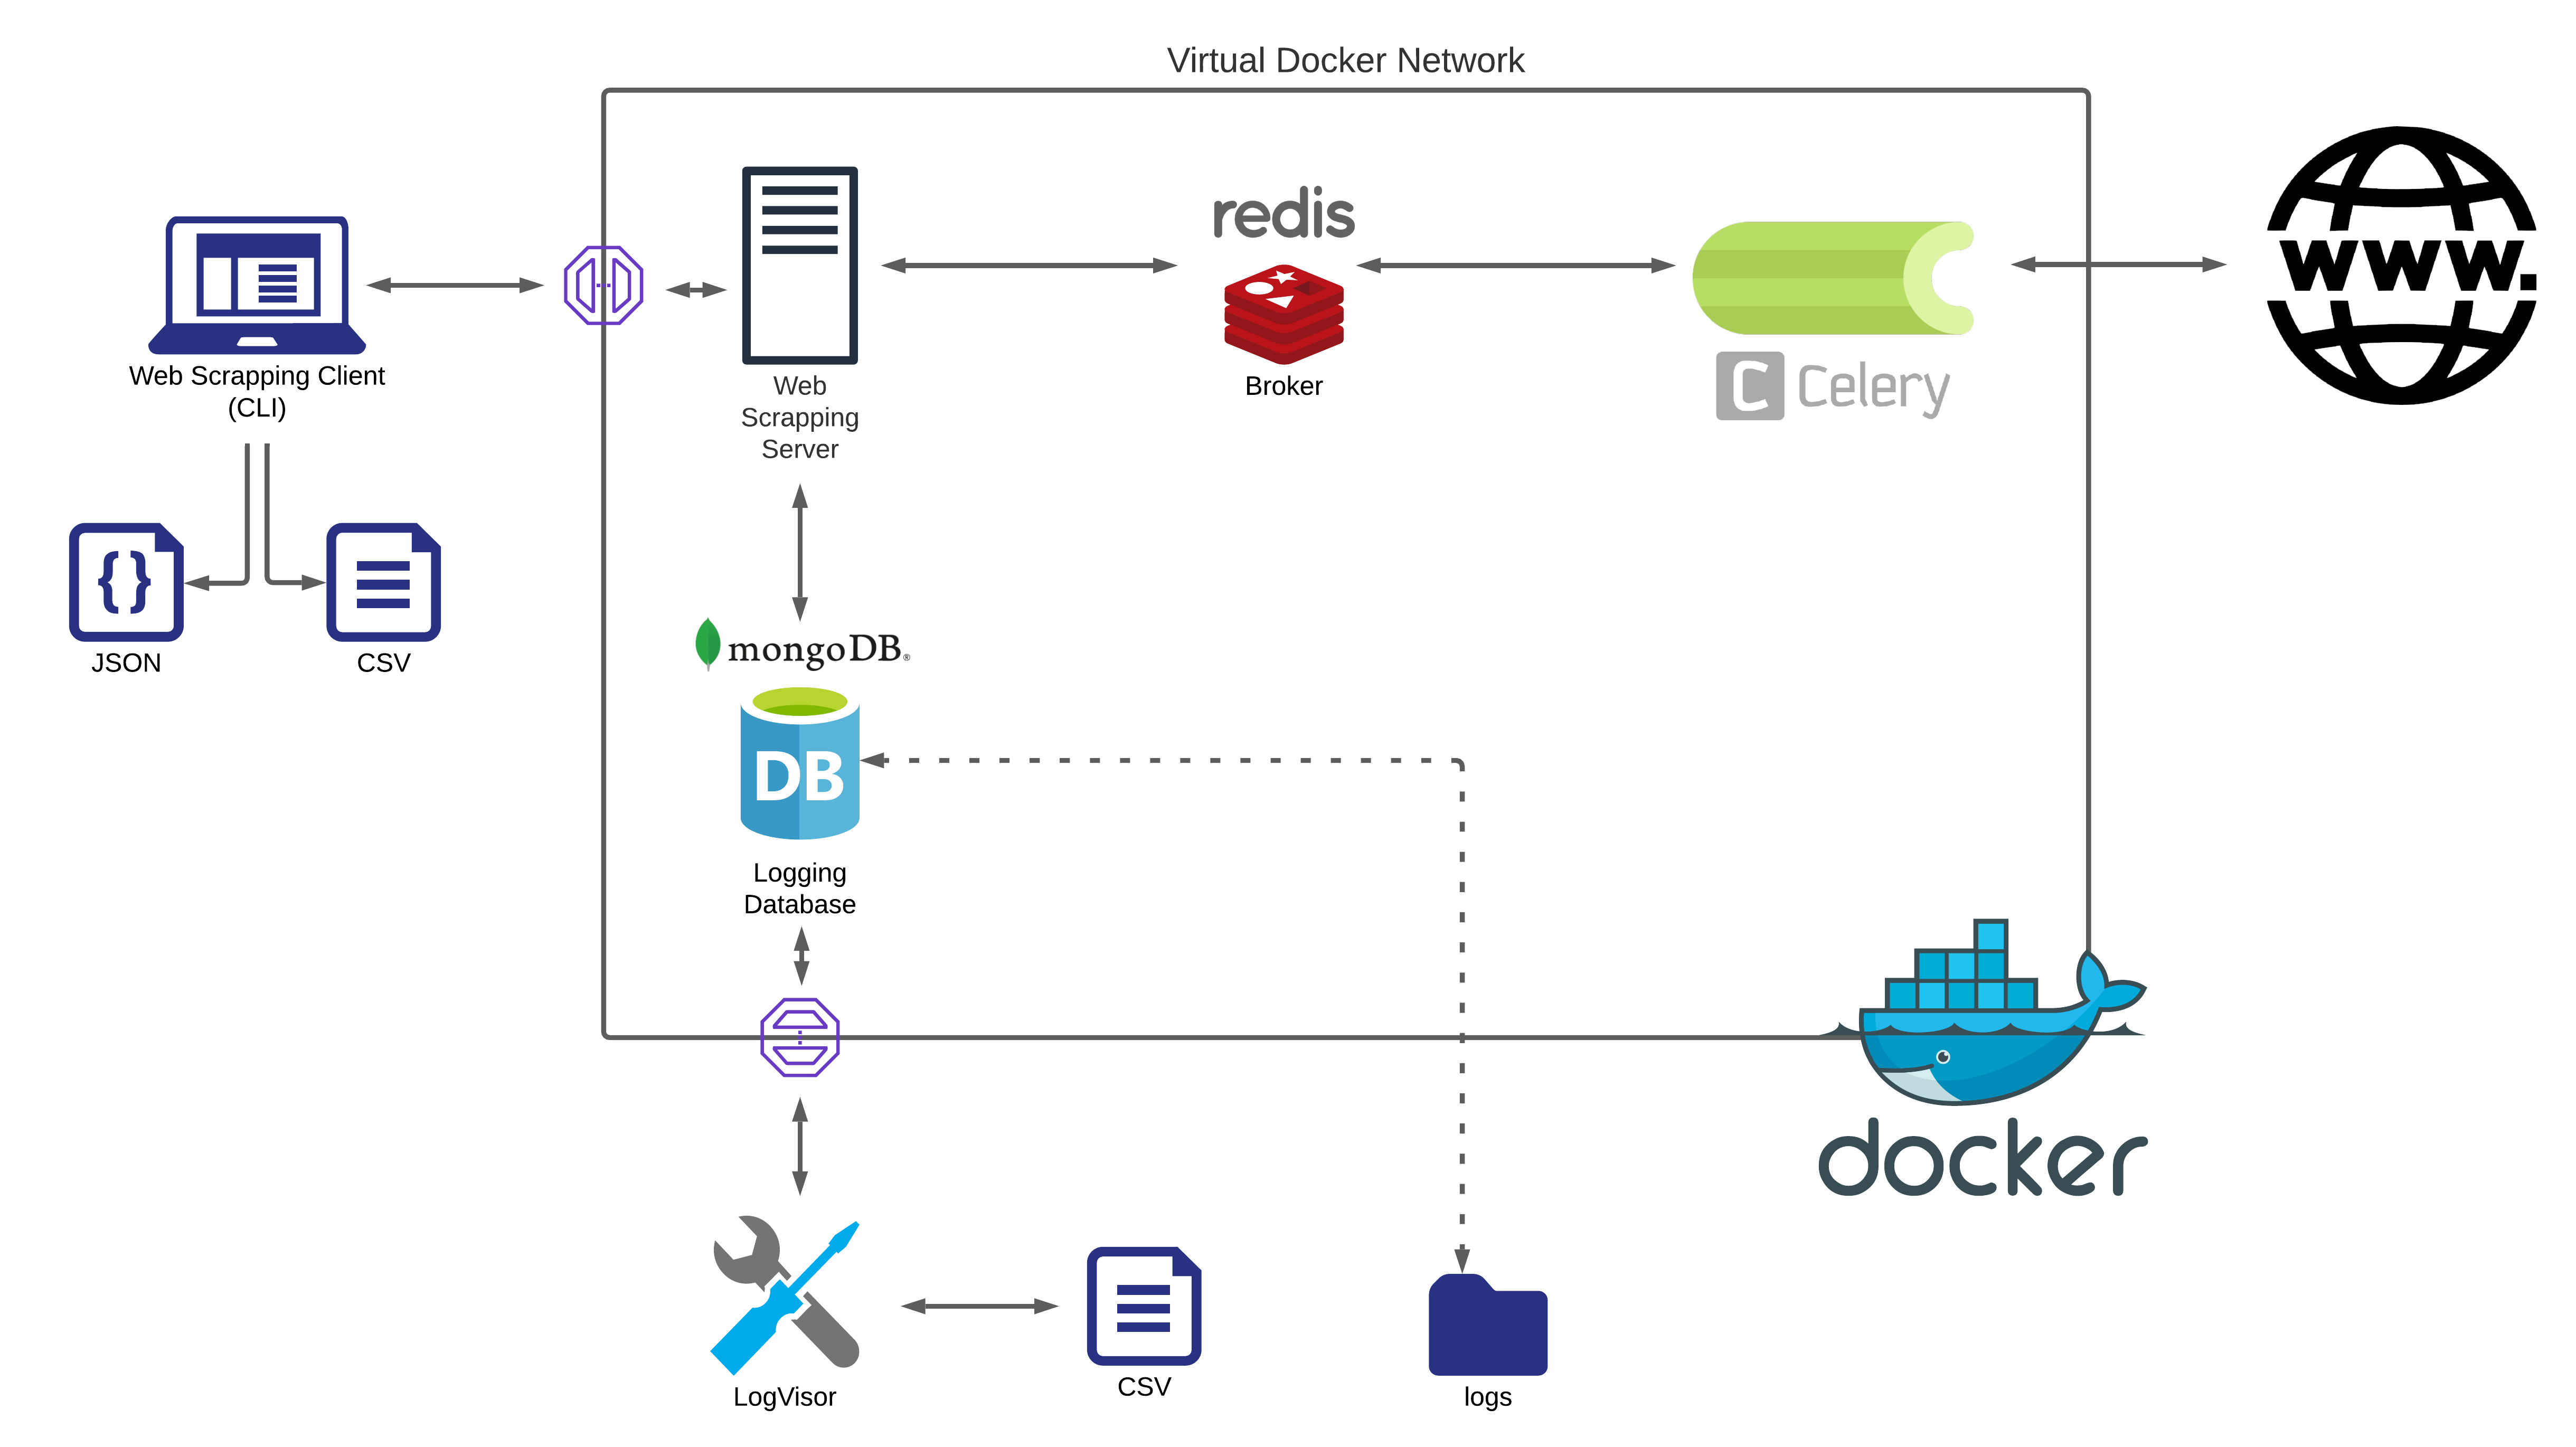 Virtual Docker Network
redis
www.
Web Scrapping Client
(CLI)
Web
Scrapping
Server
Broker
C Celery
{ }
JSON
CSV
mongoDB®
DB
Logging
Database
docker
LogVisor
CSV
logs